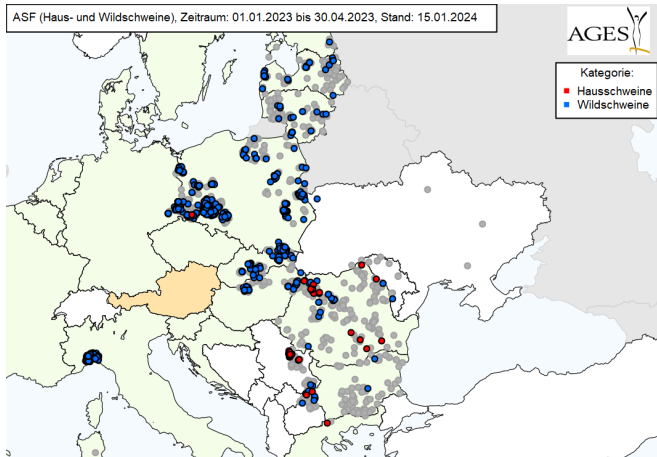 ASF (Haus- und Wildschweine), Zeitraum: 01.01.2023 bis 30.04.2023, Stand: 15.01.2024
AGES
Kategorie:
Hausschweine
Wildschweine